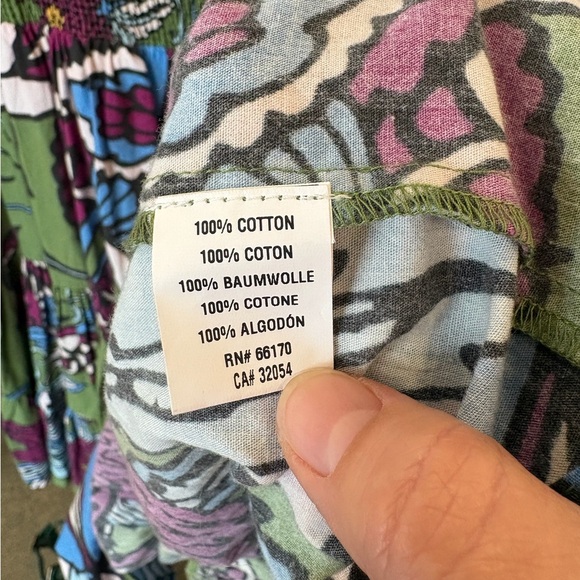 100% COTTON
100% COTON
100% BAUMWOLLE
100% COTONE
100% ALGODÓN
RN# 66170
CA# 32054